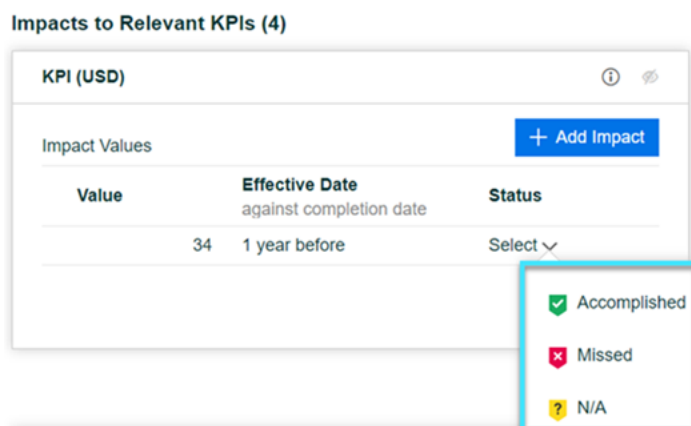 Impacts to Relevant KPIs (4)
KPI (USD)
Impact Values
+ Add Impact
Value
Effective Date
against completion date
Status
34 1 year before Select
Accomplished
Missed
? N/A